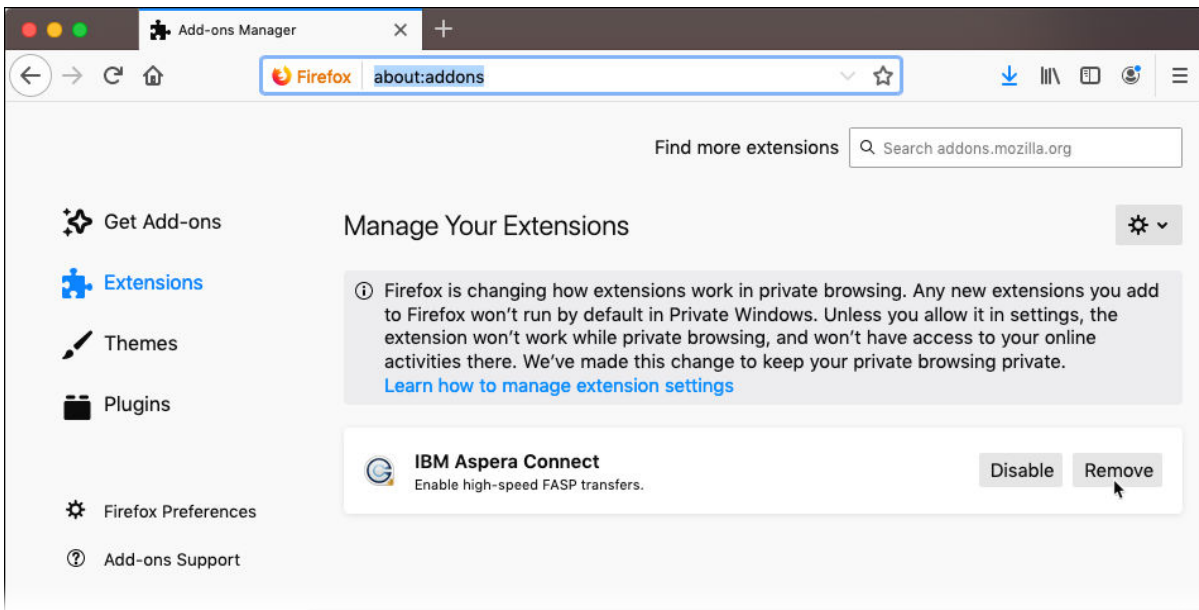 Add-ons Manager
Firefox about:addons
Find more extensions Search addons.mozilla.org
Get Add-ons
Extensions
Themes
Plugins
Firefox Preferences
Add-ons Support
Manage Your Extensions
Firefox is changing how extensions work in private browsing. Any new extensions you add
to Firefox won’t run by default in Private Windows. Unless you allow it in settings, the
extension won’t work while private browsing, and won’t have access to your online
activities there. We’ve made this change to keep your private browsing private.
Learn how to manage extension settings
IBM Aspera Connect
Enable high-speed FASP transfers.
Disable Remove